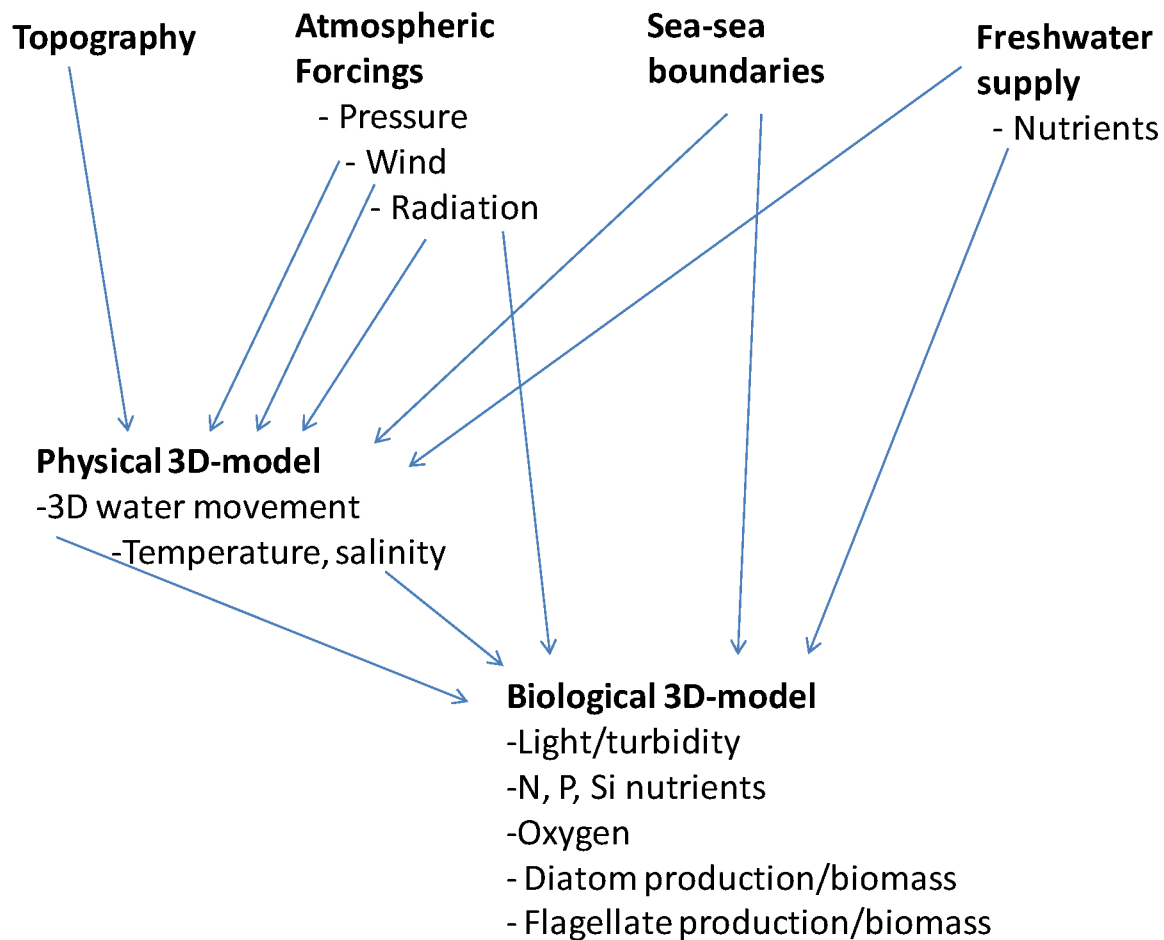 Topography
Atmospheric
Forcings
- Pressure
- Wind
- Radiation
Sea-sea
boundaries
Freshwater
supply
- Nutrients
Physical 3D-model
-3D water movement
-Temperature, salinity
Biological 3D-model
-Light/turbidity
-N, P, Si nutrients
-Oxygen
- Diatom production/biomass
- Flagellate production/biomass